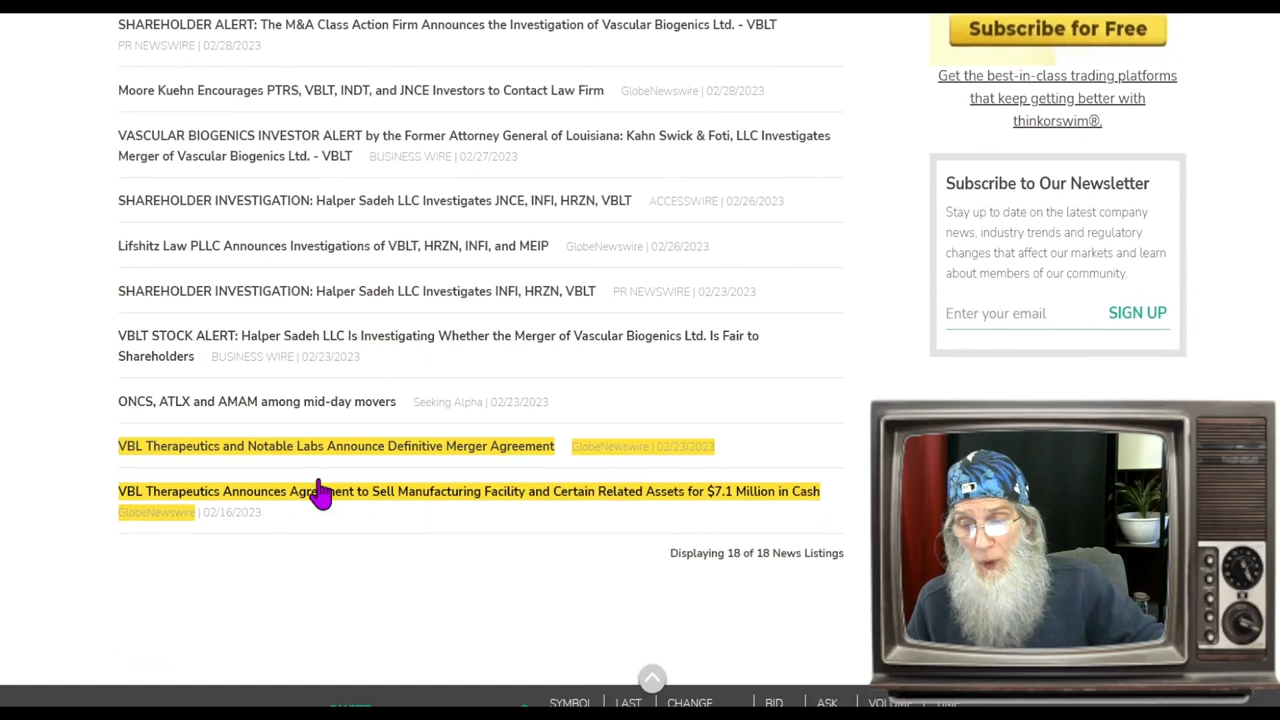 SHAREHOLDER ALERT: The M&A Class Action Firm Announces the Investigation of Vascular Biogenics Ltd. - VBLT
PR NEWSWIRE | 02/28/2023
Moore Kuehn Encourages PTRS, VBLT, INDT, and JNCE Investors to Contact Law Firm GlobeNewswire | 02/28/2023
VASCULAR BIOGENICS INVESTOR ALERT by the Former Attorney General of Louisiana: Kahn Swick & Foti, LLC Investigates
Merger of Vascular Biogenics Ltd. - VBLT BUSINESS WIRE | 02/27/2023
SHAREHOLDER INVESTIGATION: Halper Sadeh LLC Investigates JNCE, INFI, HRZN, VBLT ACCESSWIRE | 02/26/2023
Lifshitz Law PLLC Announces Investigations of VBLT, HRZN, INFI, and MEIP GlobeNewswire | 02/26/2023
SHAREHOLDER INVESTIGATION: Halper Sadeh LLC Investigates INFI, HRZN, VBLT PR NEWSWIRE | 02/23/2023
VBLT STOCK ALERT: Halper Sadeh LLC Is Investigating Whether the Merger of Vascular Biogenics Ltd. Is Fair to
Shareholders BUSINESS WIRE | 02/23/2023
ONCS, ATLX and AMAM among mid-day movers Seeking Alpha | 02/23/2023
VBL Therapeutics and Notable Labs Announce Definitive Merger Agreement GlobeNewswire | 02/23/2023
VBL Therapeutics Announces Agreement to Sell Manufacturing Facility and Certain Related Assets for $7.1 Million in Cash
GlobeNewswire | 02/16/2023
Displaying 18 of 18 News Listings
Subscribe for Free
Get the best-in-class trading platforms
that keep getting better with
thinkorswim®.
Subscribe to Our Newsletter
Stay up to date on the latest company
news, industry trends and regulatory
changes that affect our markets and learn
about members of our community.
Enter your email SIGN UP
SYMBOL | LAST | CHANGE | BID | ASK